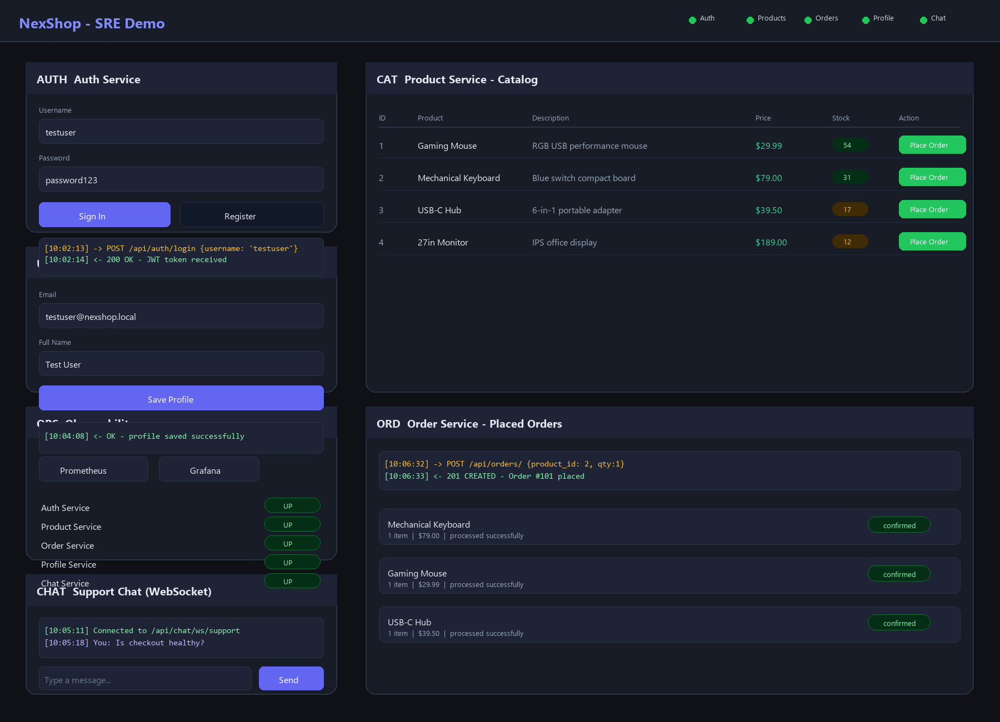 NexShop - SRE Demo
Auth
Products
Orders
Profile
Chat
AUTH Auth Service
Username
testuser
Password
password123
Sign In
Register
[10:02:13] -> POST /api/auth/login {username: 'testuser'}
[10:02:14] <- 200 OK - JWT token received
Email
testuser@nexshop.local
Full Name
Test User
Save Profile
[10:04:08] <- OK - profile saved successfully
Prometheus
Grafana
Auth Service UP
Product Service UP
Order Service UP
Profile Service UP
Chat Service UP
CHAT Support Chat (WebSocket)
[10:05:11] Connected to /api/chat/ws/support
[10:05:18] You: Is checkout healthy?
Type a message...
Send
CAT Product Service - Catalog
ID Product Description Price Stock Action
1 Gaming Mouse RGB USB performance mouse $29.99 54 Place Order
2 Mechanical Keyboard Blue switch compact board $79.00 31 Place Order
3 USB-C Hub 6-in-1 portable adapter $39.50 17 Place Order
4 27in Monitor IPS office display $189.00 12 Place Order
ORD Order Service - Placed Orders
[10:06:32] -> POST /api/orders/ {product_id: 2, qty:1}
[10:06:33] <- 201 CREATED - Order #101 placed
Mechanical Keyboard
1 item | $79.00 | processed successfully
confirmed
Gaming Mouse
1 item | $29.99 | processed successfully
confirmed
USB-C Hub
1 item | $39.50 | processed successfully
confirmed